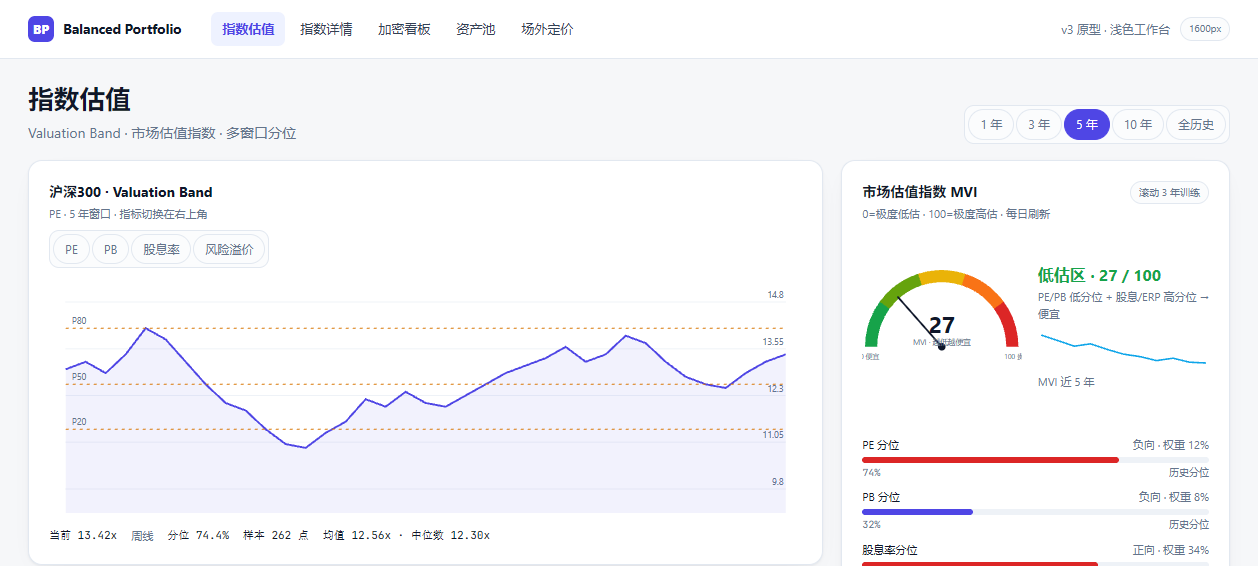 BP Balanced Portfolio 指数估值 指数详情 加密看板 资产池 场外定价 v3 原型 · 浅色工作台 1600px
指数估值
Valuation Band · 市场估值指数 · 多窗口分位
1 年 3 年 5 年 10 年 全历史
沪深300 · Valuation Band
PE · 5 年窗口 · 指标切换在右上角
PE PB 股息率 风险溢价
14.8
P80
13.55
P50
12.3
P20
11.05
9.8
当前 13.42x 周线 分位 74.4% 样本 262 点 均值 12.56x · 中位数 12.30x
市场估值指数 MVI 滚动 3 年训练
0=极度低估 · 100=极度高估 · 每日刷新
27
MVI · 越低越便宜
便宜
100
低估区 · 27 / 100
PE/PB 低分位 + 股息/ERP 高分位 →
便宜
MVI 近 5 年
PE 分位 负向 · 权重 12%
74% 历史分位
PB 分位 负向 · 权重 8%
32% 历史分位
股息率分位 正向 · 权重 34%